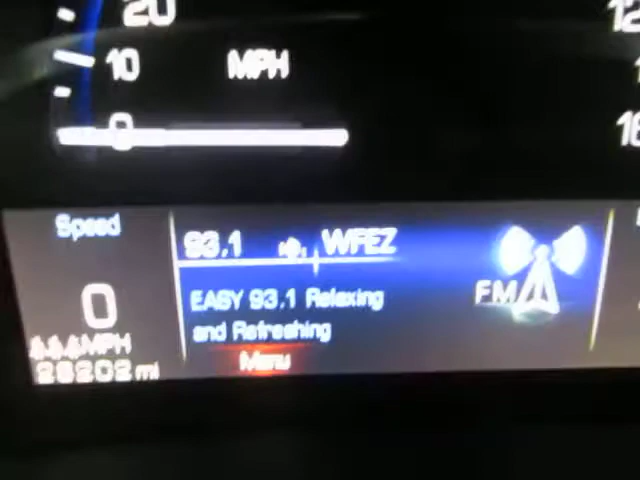 20
10
MPH
0
12
Speed
93.1 WFEZ
0
EASY 93.1 Relaxing
and Refreshing
FM
MPH
Menu
mi